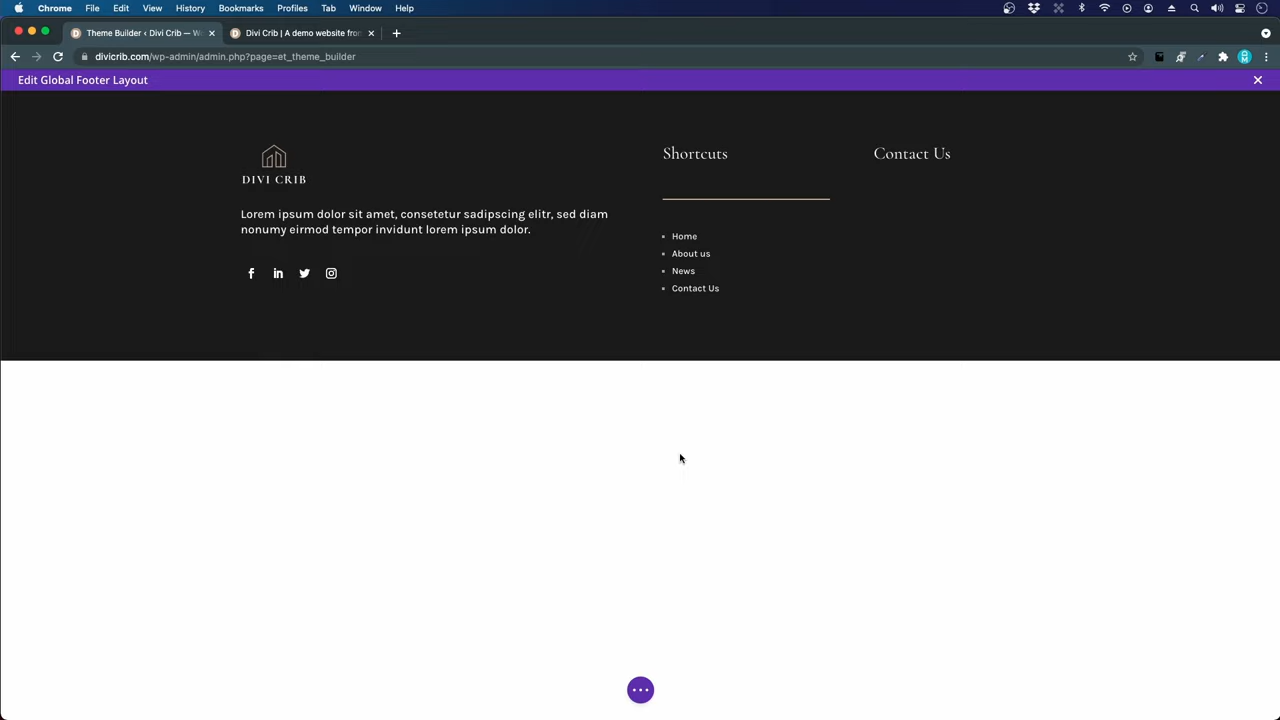 Chrome File Edit View History Bookmarks Profiles Tab Window Help
Theme Builder ‹ Divi Crib — W
Divi Crib | A demo website from
divicrib.com/wp-admin/admin.php?page=et_theme_builder
Edit Global Footer Layout
DIVI CRIB
Lorem ipsum dolor sit amet, consetetur sadipscing elitr, sed diam
nonumy eirmod tempor invidunt lorem ipsum dolor.
Shortcuts
Home
About us
News
Contact Us
Contact Us